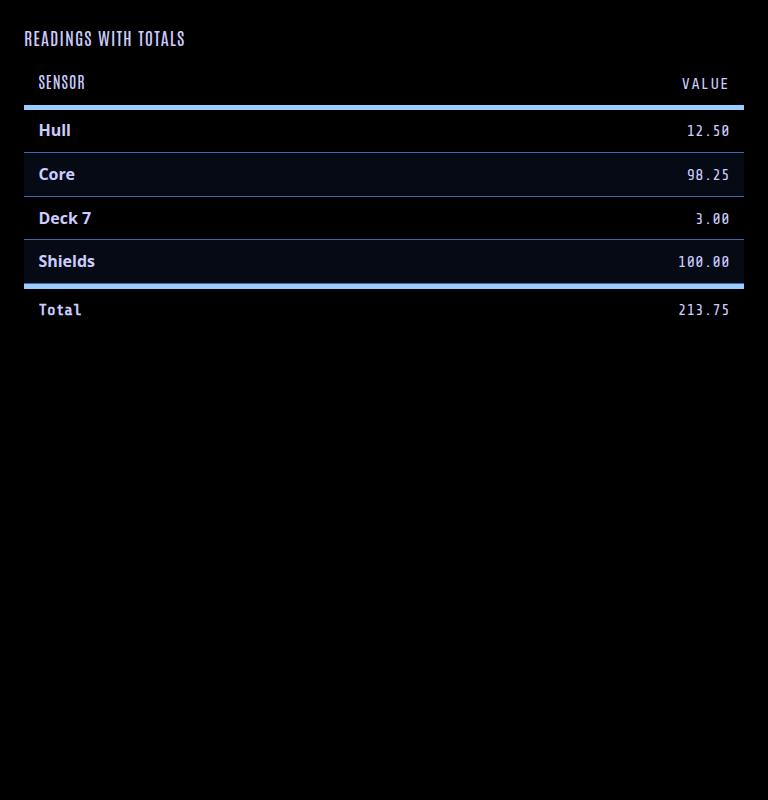 READINGS WITH TOTALS
SENSOR VALUE
Hull 12.50
Core 98.25
Deck 7 3.00
Shields 100.00
Total 213.75